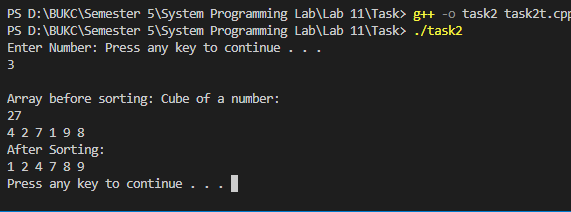 PS D:\BUKC\Semester 5\System Programming Lab\Lab 11\Task> g++ -o task2 task2t.cpp
PS D:\BUKC\Semester 5\System Programming Lab\Lab 11\Task> ./task2
Enter Number: Press any key to continue . . .
3
Array before sorting: Cube of a number:
27
4 2 7 1 9 8
After Sorting:
1 2 4 7 8 9
Press any key to continue . . .